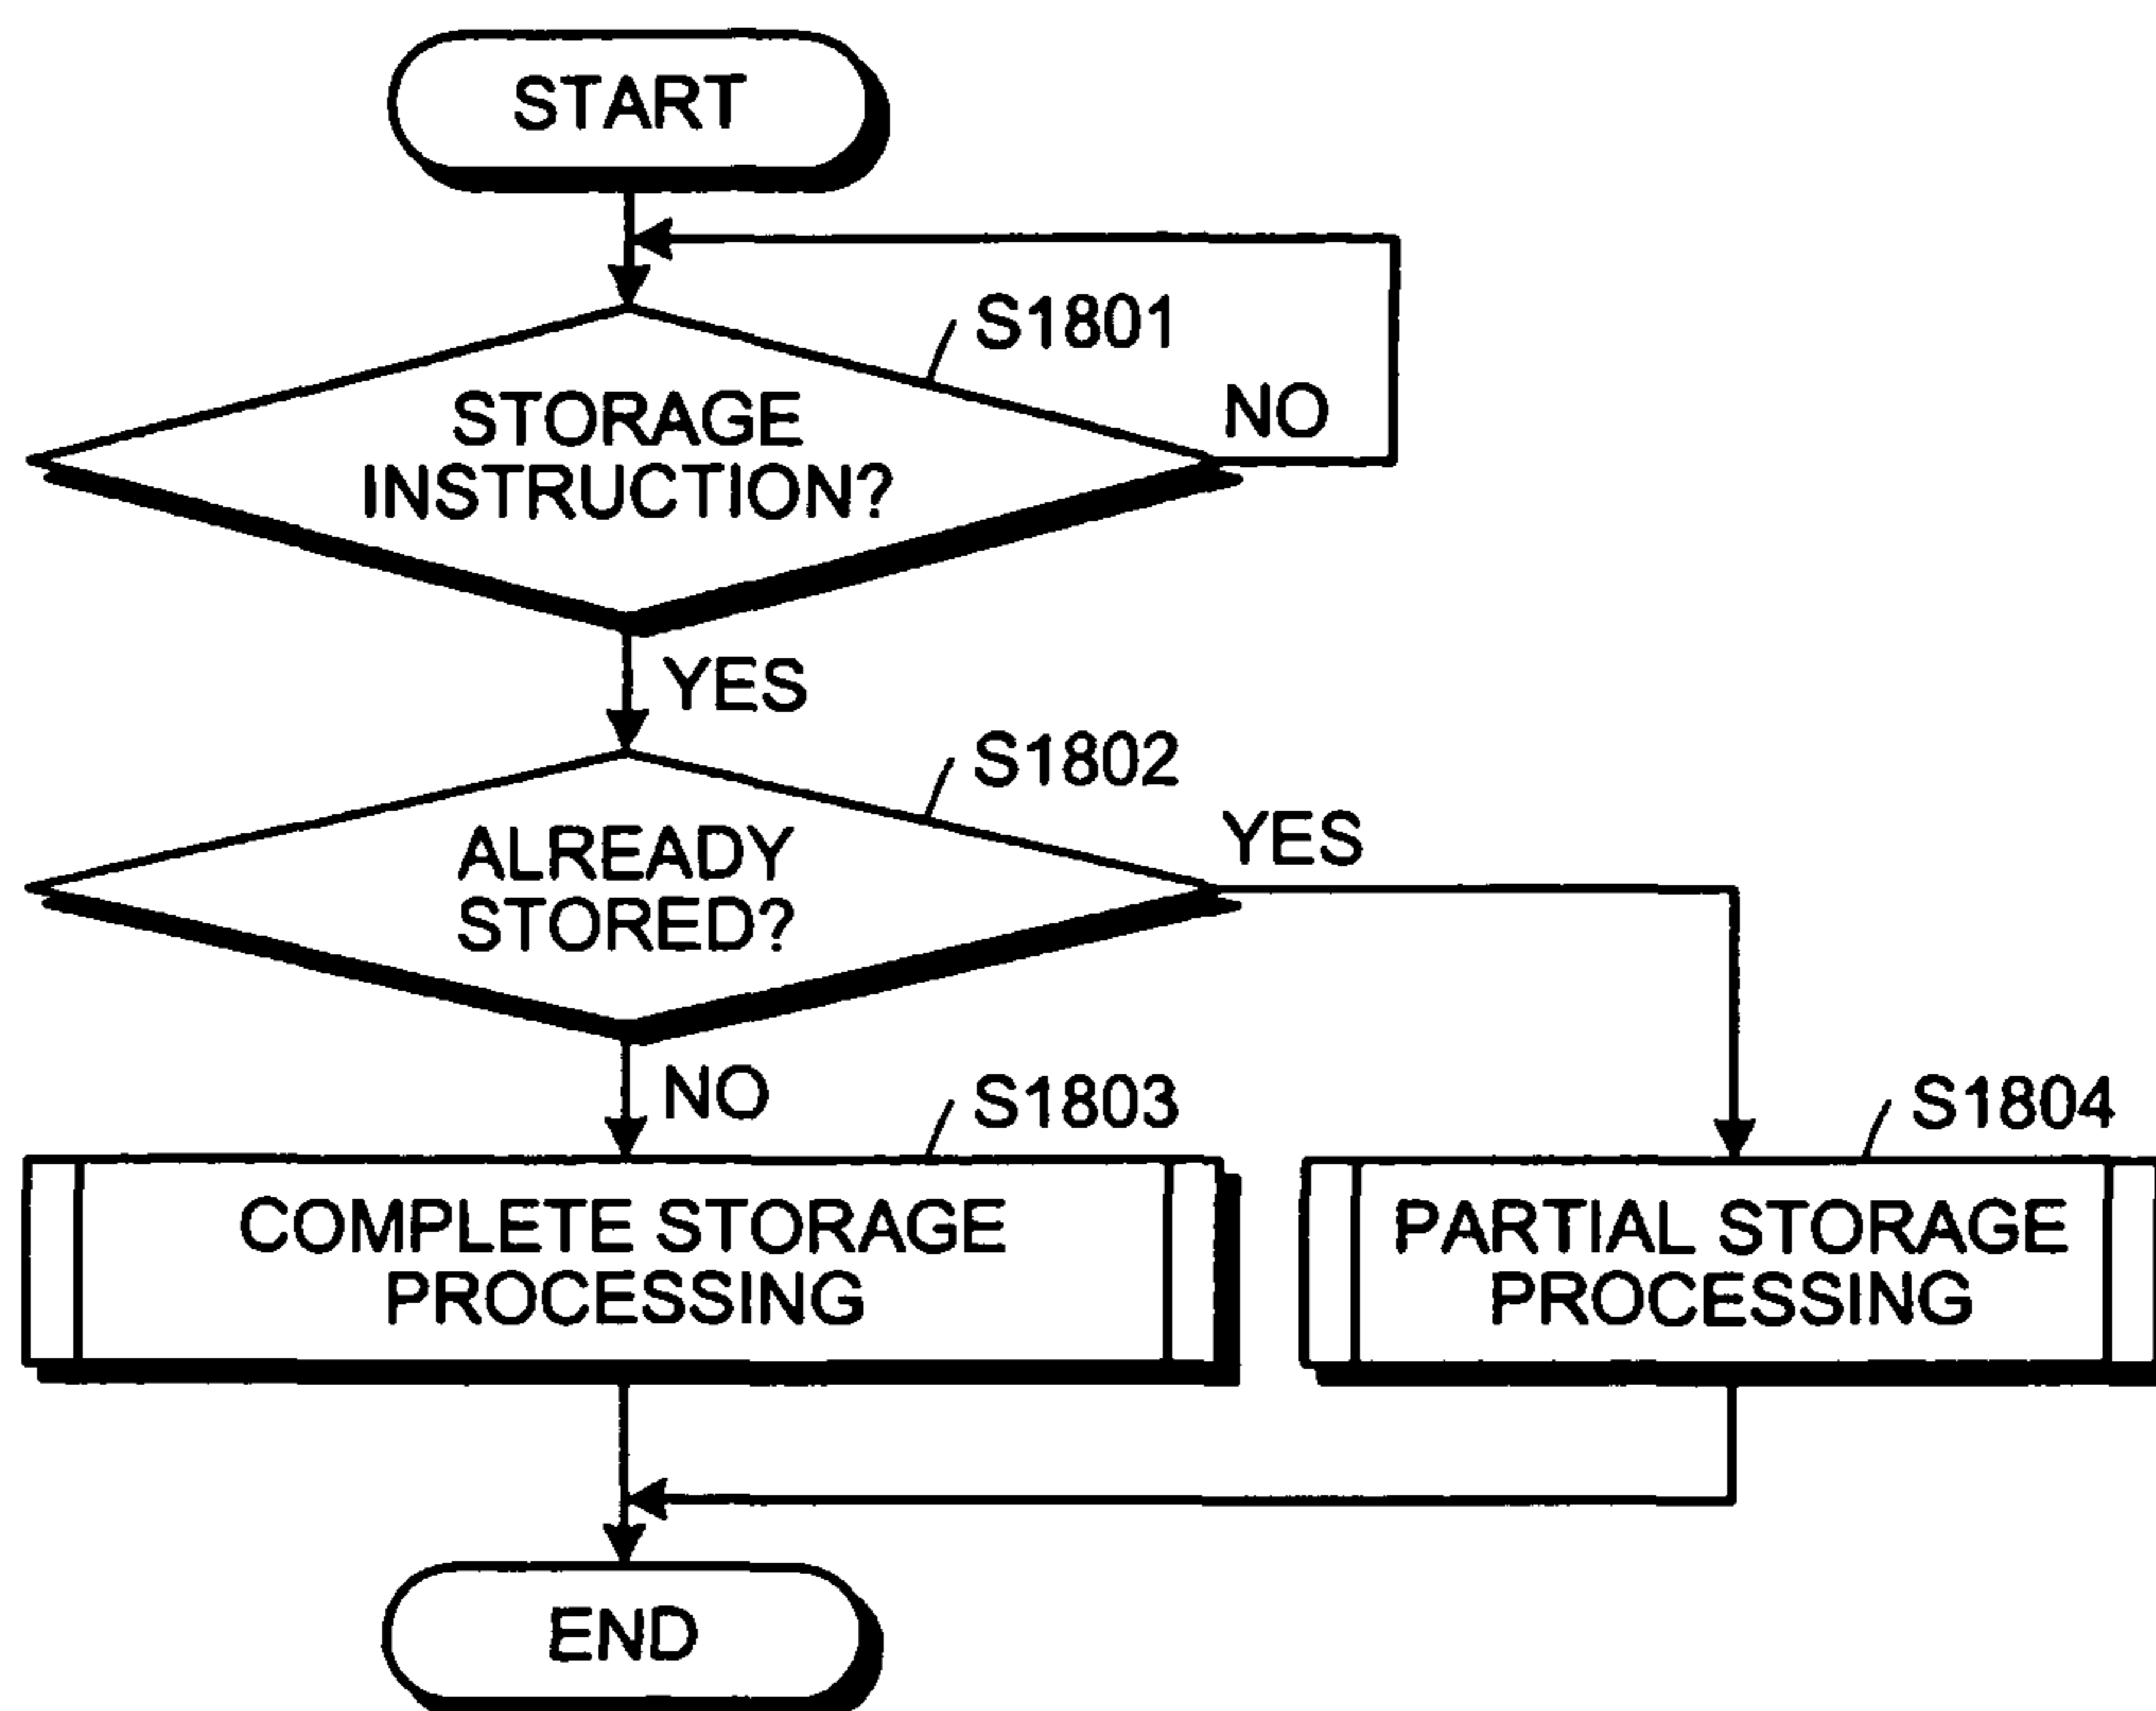 START
S1801
STORAGE
INSTRUCTION?
NO
YES
S1802
ALREADY
STORED?
YES
NO
S1803
COMPLETE STORAGE
PROCESSING
S1804
PARTIAL STORAGE
PROCESSING
END